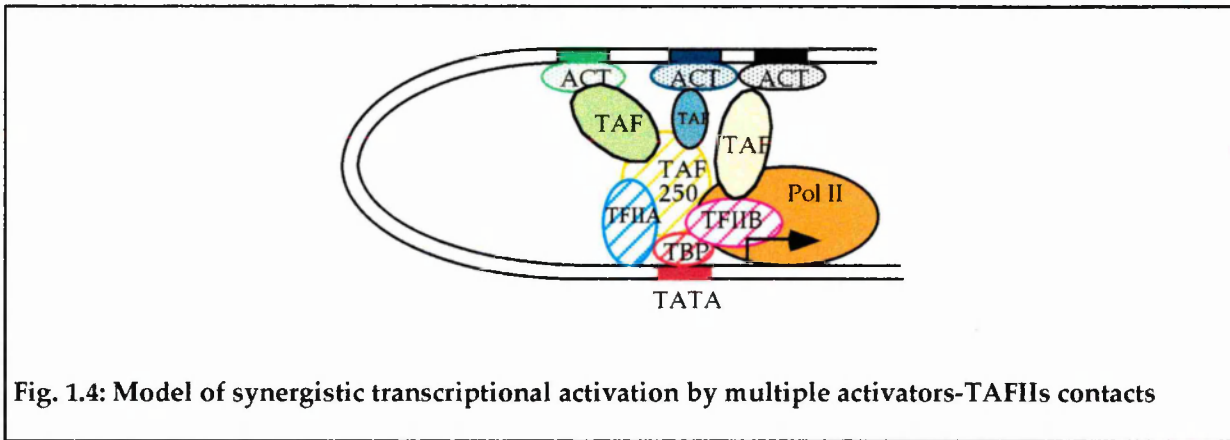 ACT ACT ACT
TAF TAF TAF
TAF
250
Pol II
TFIIA TFIIB
TBP
TATA
Fig. 1.4: Model of synergistic transcriptional activation by multiple activators-TAFIIs contacts